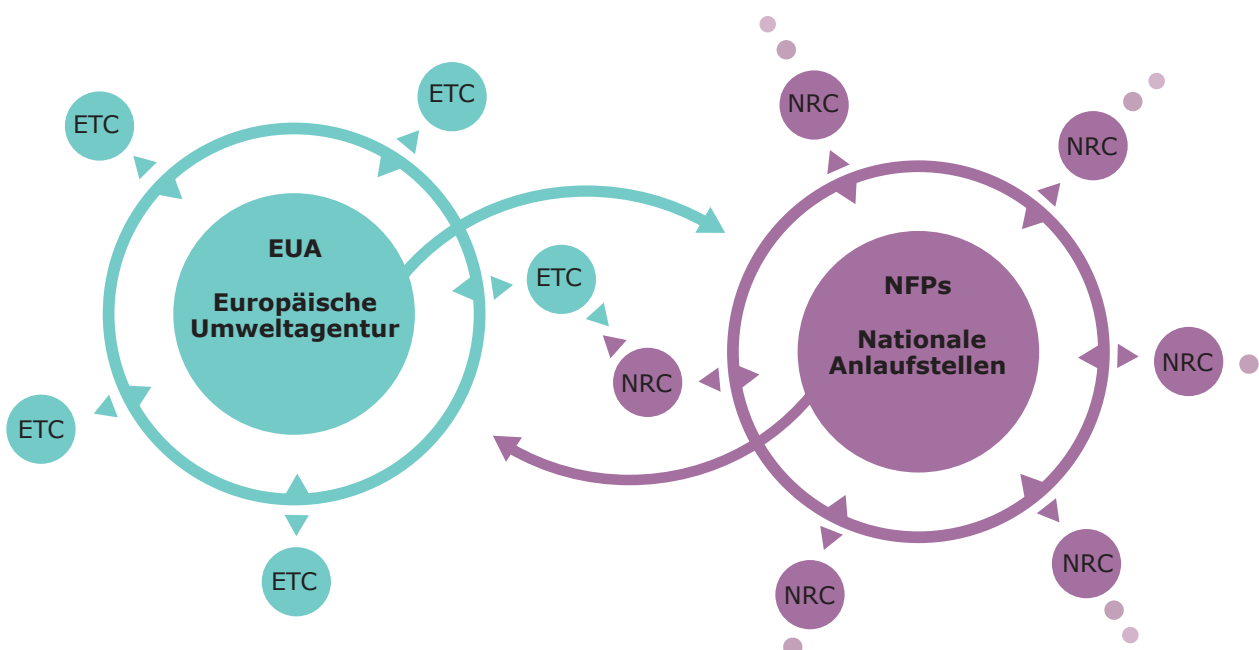 ETC
ETC
EUA
Europäische
Umweltagentur
ETC
ETC
ETC
NRC
NRC
NFPs
Nationale
Anlaufstellen
NRC
NRC
NRC
NRC